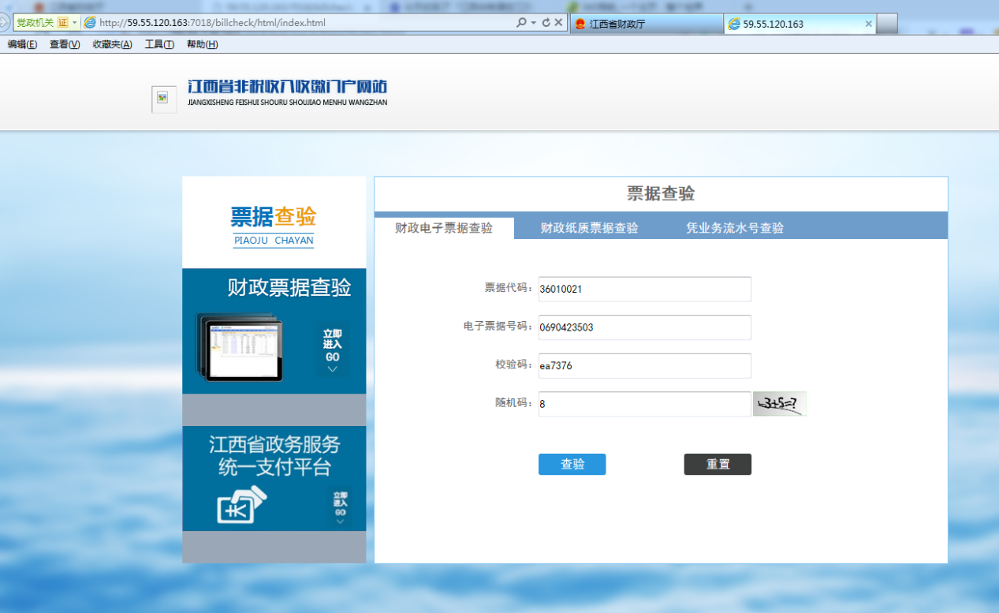 党政机关 证 http://59.55.120.163:7018/billcheck/html/index.html 江西省财政厅 59.55.120.163
编辑(E) 查看(V) 收藏夹(A) 工具(T) 帮助(H)
江西省非税收入收缴门户网站
JIANGXISHENG FEISHUI SHOURU SHOUJIAO MENHU WANGZHAN
票据查验
PIAOJU CHAYAN
财政票据查验
立即
进入
GO
江西省政务服务
统一支付平台
立即
进入
GO
票据查验
财政电子票据查验 财政纸质票据查验 凭业务流水号查验
票据代码： 36010021
电子票据号码： 0690423503
校验码： ea7376
随机码： 8 3+5=?
查验 重置